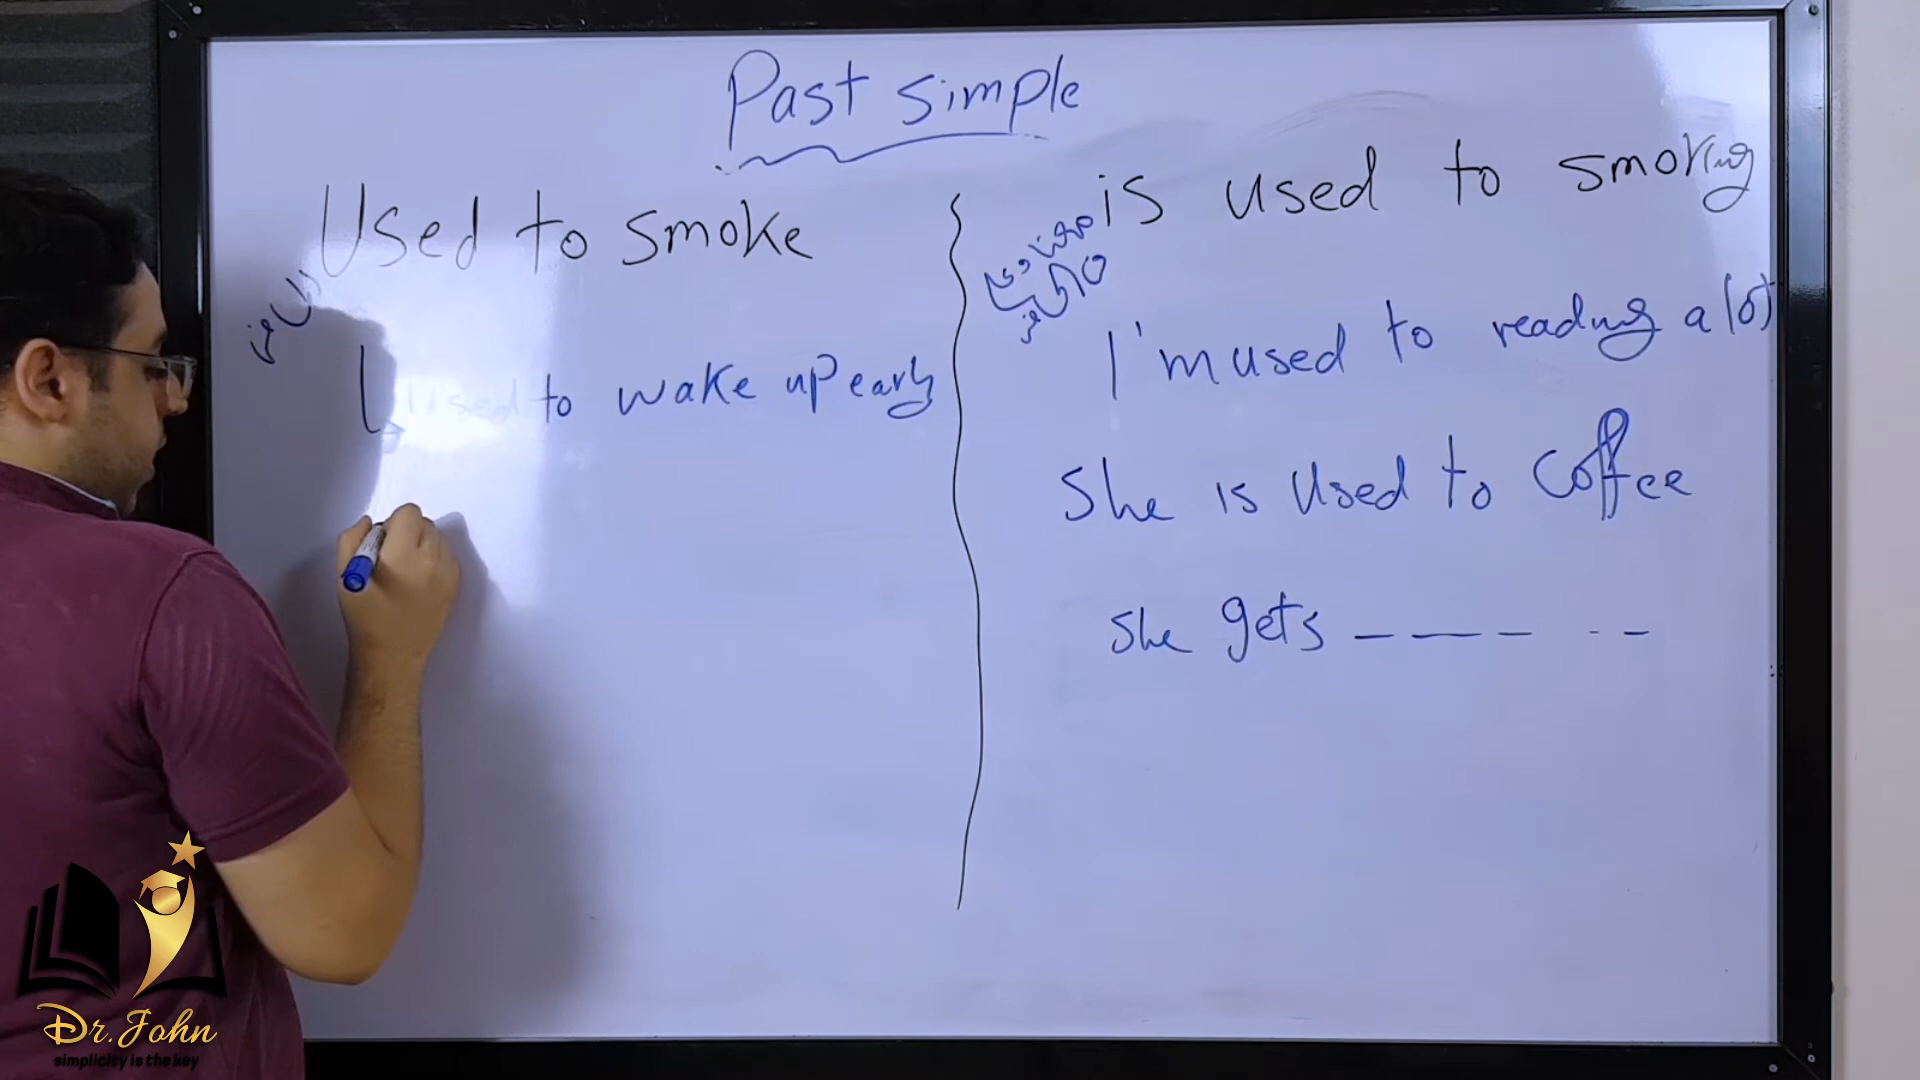 Past simple
Used to smoke
I used to wake up early
is used to smoking
I'm used to reading a lot
She is used to coffee
she gets _ _ _ _ _
Dr. John
simplicity is the key